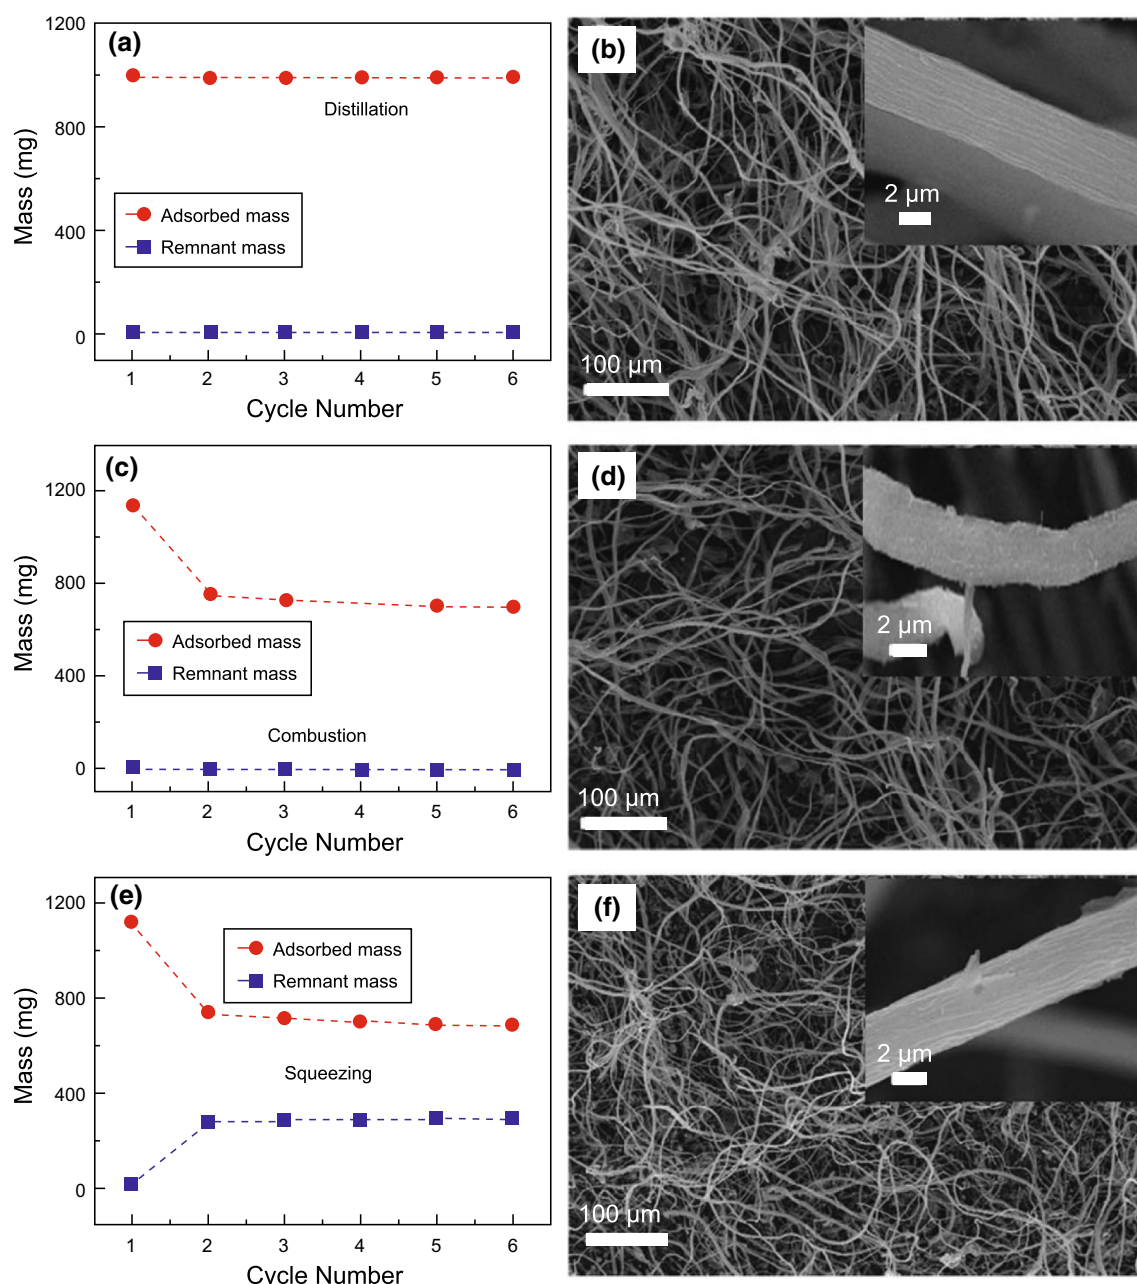 (a)
1200
800
400
0
Mass (mg)
Distillation
Adsorbed mass
Remnant mass
1 2 3 4 5 6
Cycle Number
(b)
2 µm
100 µm
(c)
1200
800
400
0
Mass (mg)
Adsorbed mass
Remnant mass
Combustion
1 2 3 4 5 6
Cycle Number
(d)
2 µm
100 µm
(e)
1200
800
400
0
Mass (mg)
Adsorbed mass
Remnant mass
Squeezing
1 2 3 4 5 6
Cycle Number
(f)
2 µm
100 µm